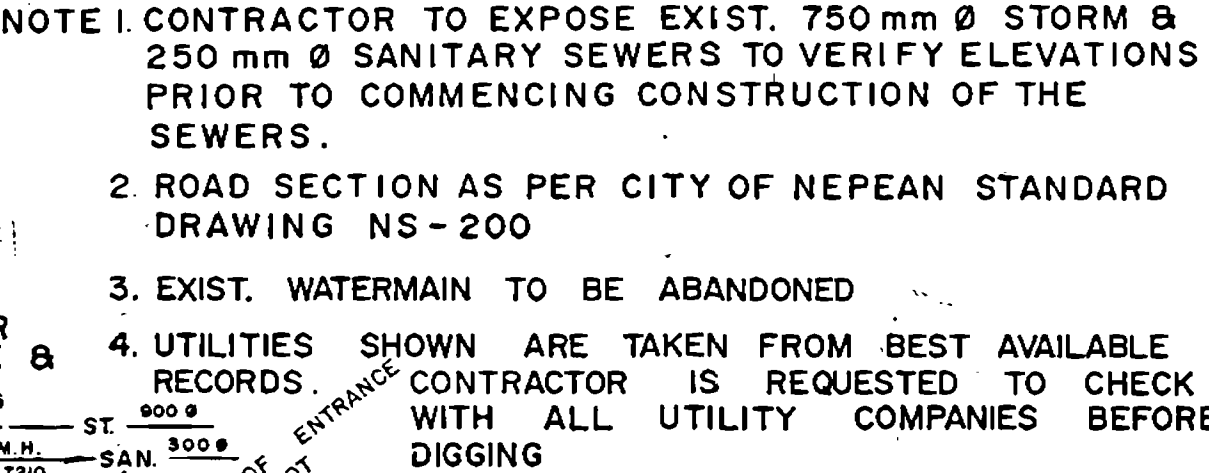 NOTE 1. CONTRACTOR TO EXPOSE EXIST. 750 mm Ø STORM &
250 mm Ø SANITARY SEWERS TO VERIFY ELEVATIONS
PRIOR TO COMMENCING CONSTRUCTION OF THE
SEWERS.
2. ROAD SECTION AS PER CITY OF NEPEAN STANDARD
DRAWING NS-200
3. EXIST. WATERMAIN TO BE ABANDONED
4. UTILITIES SHOWN ARE TAKEN FROM BEST AVAILABLE
RECORDS. CONTRACTOR IS REQUESTED TO CHECK
WITH ALL UTILITY COMPANIES BEFORE
DIGGING
&
ST. 900 Ø
M.H. SAN. 300 Ø
OF ENTRANCE